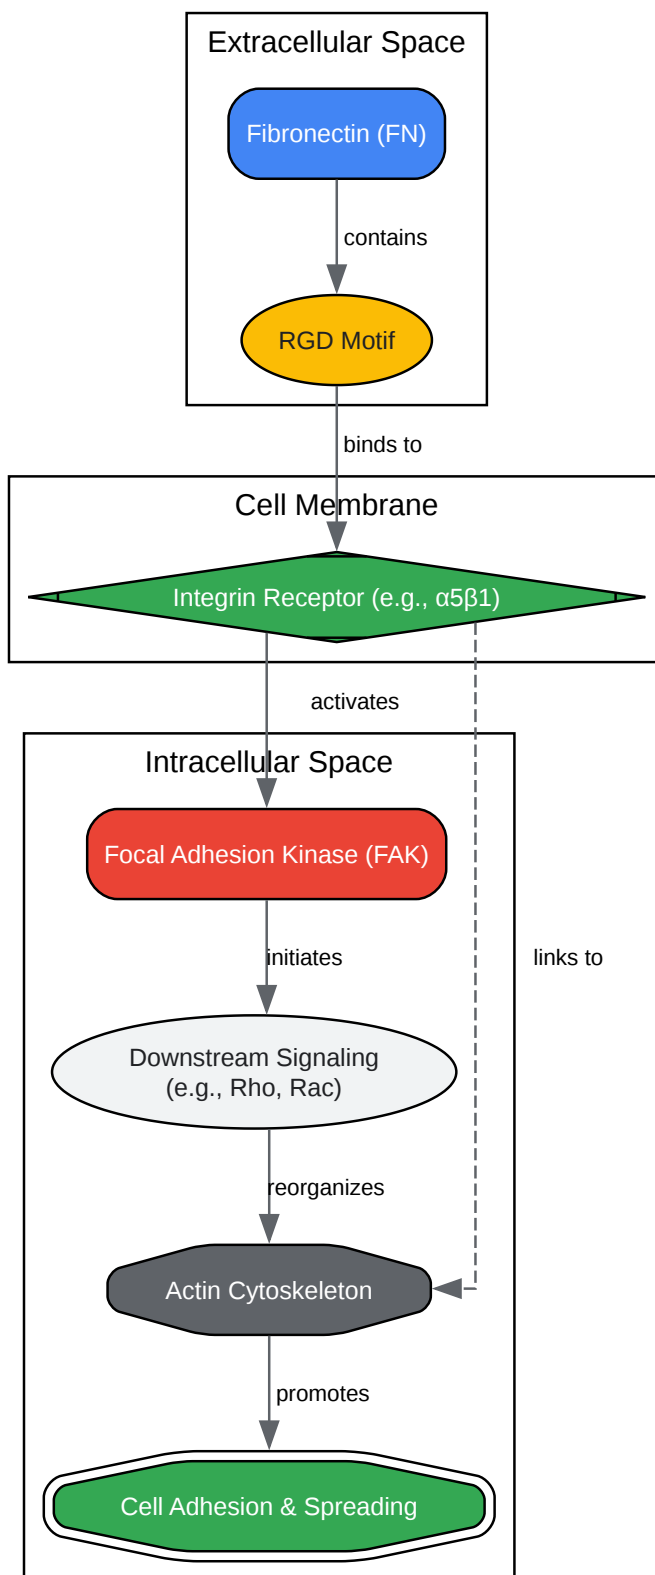 Extracellular Space
Fibronectin (FN)
contains
RGD Motif
binds to
Cell Membrane
Integrin Receptor (e.g., α5β1)
activates
Intracellular Space
Focal Adhesion Kinase (FAK)
initiates
links to
Downstream Signaling
(e.g., Rho, Rac)
reorganizes
Actin Cytoskeleton
promotes
Cell Adhesion & Spreading